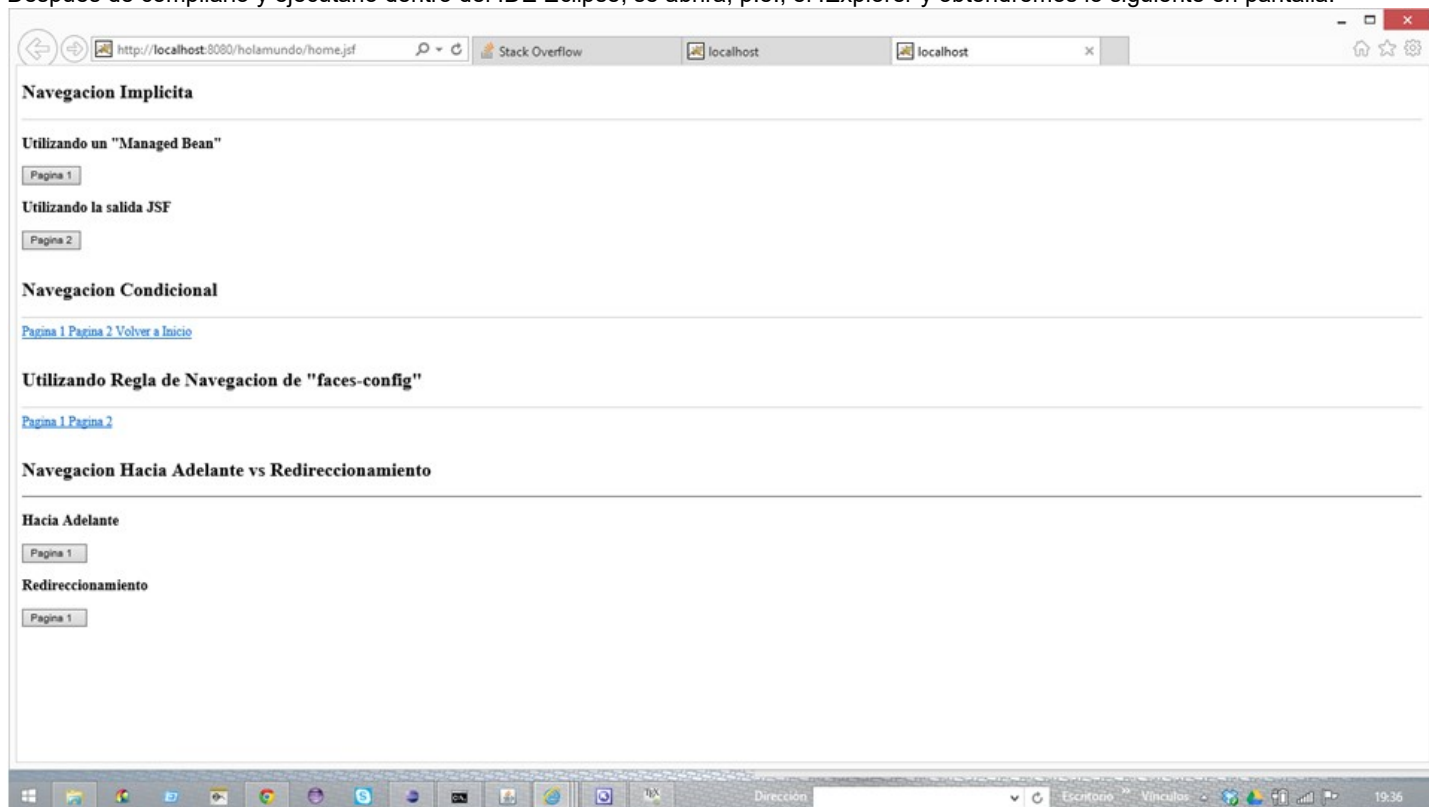 Después de compilarlo y ejecutarlo dentro del IDE Eclipse, se abrirá, p.ej, el IExplorer y obtendremos lo siguiente en pantalla:
http://localhost:8080/holamundo/home.jsf
Stack Overflow
localhost
localhost
Navegacion Implicita
Utilizando un "Managed Bean"
Pagina 1
Utilizando la salida JSF
Pagina 2
Navegacion Condicional
Pagina 1 Pagina 2 Volver a Inicio
Utilizando Regla de Navegacion de "faces-config"
Pagina 1 Pagina 2
Navegacion Hacia Adelante vs Redireccionamiento
Hacia Adelante
Pagina 1
Redireccionamiento
Pagina 1
Dirección
Escritorio
Vínculos
19:36